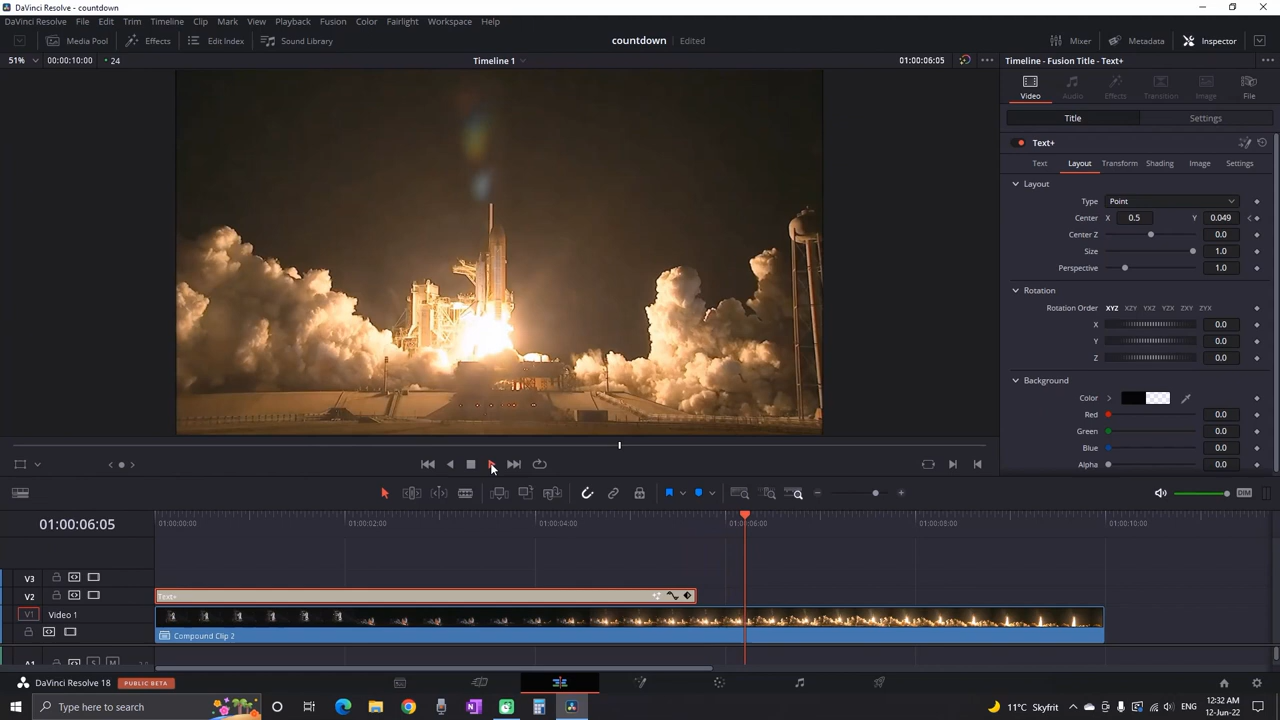 DaVinci Resolve - countdown
DaVinci Resolve File Edit Trim Timeline Clip Mark View Playback Fusion Color Fairlight Workspace Help
Media Pool Effects Edit Index Sound Library countdown Edited Mixer Metadata Inspector
51% 00:00:10:00 24 Timeline 1 01:00:06:05 Timeline - Fusion Title - Text+
Video Audio Effects Transition Image File
Title Settings
Text+
Text Layout Transform Shading Image Settings
Layout
Type Point
Center X 0.5 Y 0.049
Center Z 0.0
Size 1.0
Perspective 1.0
Rotation
Rotation Order XYZ XZY YXZ YZX ZXY ZYX
X 0.0
Y 0.0
Z 0.0
Background
Color
Red 0.0
Green 0.0
Blue 0.0
Alpha 0.0
DIM
01:00:06:05 01:00:00:00 01:00:02:00 01:00:04:00 01:00:06:00 01:00:08:00 01:00:10:00
V3
V2 Text+
V1 Video 1
Compound Clip 2
A1 S M
DaVinci Resolve 18 PUBLIC BETA
Type here to search
11°C Skyfritt
12:32 AM
12-Jun-22